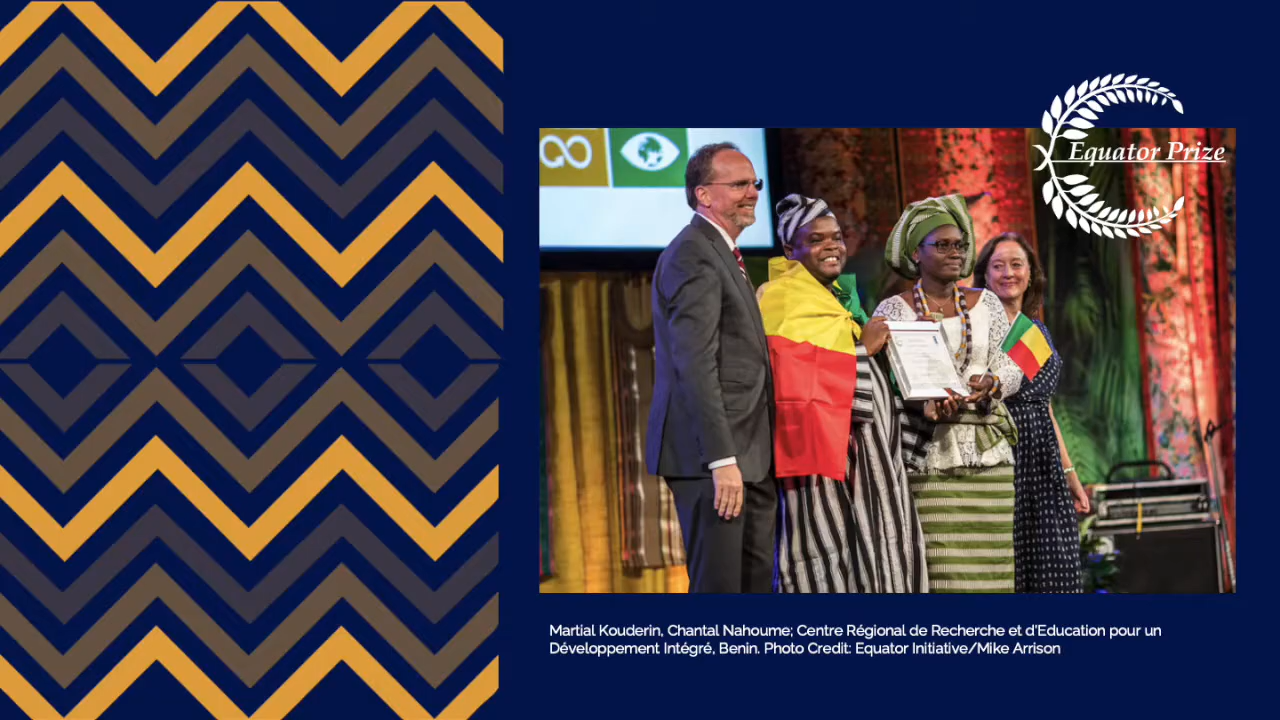 Equator Prize
Martial Kouderin, Chantal Nahoume; Centre Régional de Recherche et d'Education pour un
Développement Intégré, Benin. Photo Credit: Equator Initiative/Mike Arrison